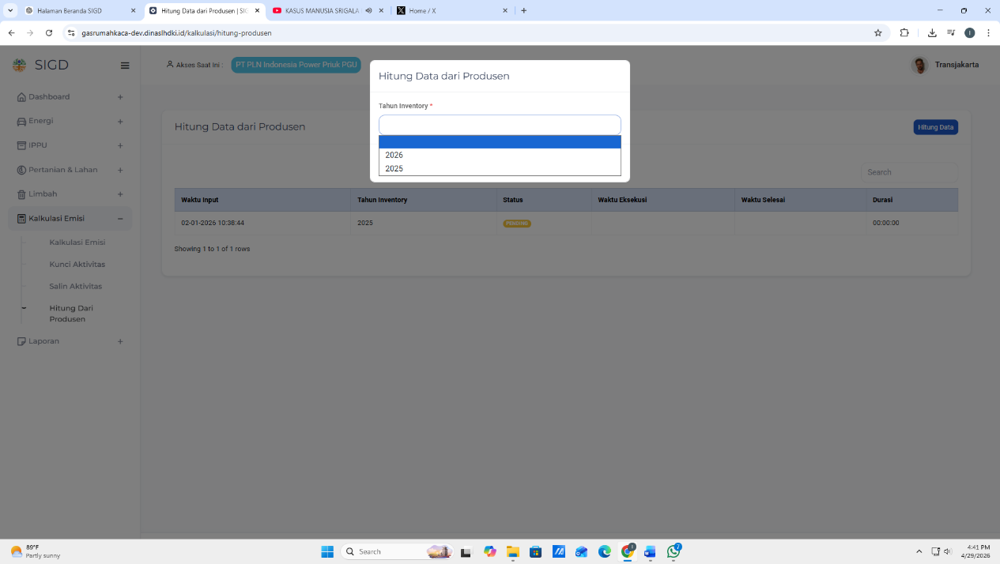 Halaman Beranda SIGD
Hitung Data dari Produsen | SIG
KASUS MANUSIA SRIGALA
Home / X
gasrumahkaca-dev.dinaslhdki.id/kalkulasi/hitung-produsen
I
SIGD
Akses Saat Ini :
PT PLN Indonesia Power Priuk PGU
Transjakarta
Hitung Data dari Produsen
Tahun Inventory *
2026
2025
Dashboard
Energi
IPPU
Pertanian & Lahan
Limbah
Kalkulasi Emisi
Kalkulasi Emisi
Kunci Aktivitas
Salin Aktivitas
Hitung Dari
Produsen
Laporan
Hitung Data dari Produsen
Hitung Data
Search
Waktu Input Tahun Inventory Status Waktu Eksekusi Waktu Selesai Durasi
02-01-2026 10:38:44 2025 PENDING 00:00:00
Showing 1 to 1 of 1 rows
89°F
Partly sunny
Search
7
4:41 PM
4/29/2026